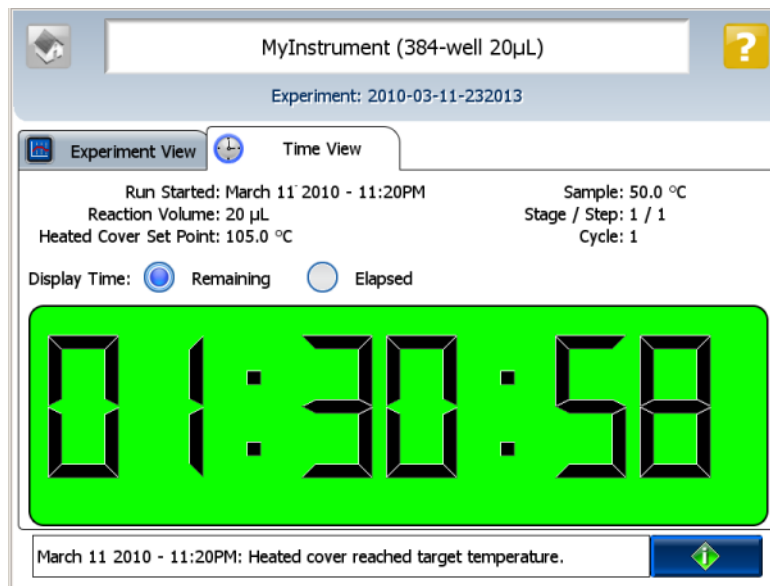 MyInstrument (384-well 20µL)
?
Experiment: 2010-03-11-232013
Experiment View
Time View
Run Started: March 11 2010 - 11:20PM
Sample: 50.0 °C
Reaction Volume: 20 µL
Stage / Step: 1 / 1
Heated Cover Set Point: 105.0 °C
Cycle: 1
Display Time: Remaining Elapsed
01:30:58
March 11 2010 - 11:20PM: Heated cover reached target temperature.
i